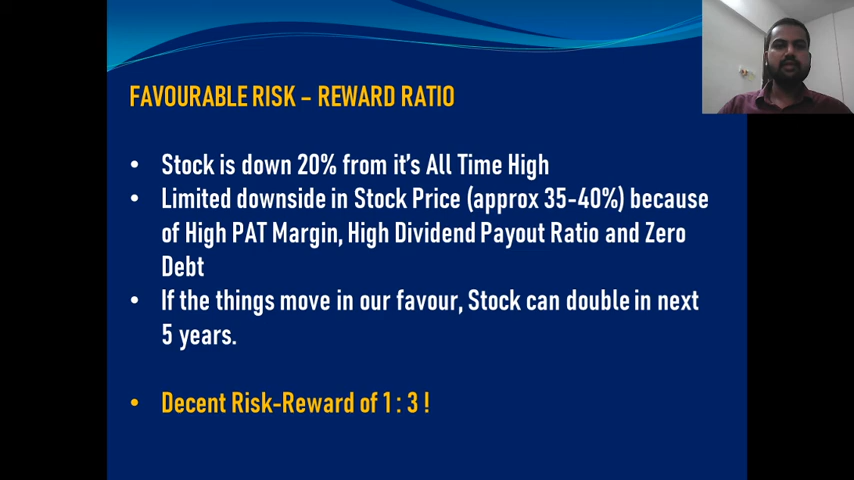 FAVOURABLE RISK – REWARD RATIO
• Stock is down 20% from it's All Time High
• Limited downside in Stock Price (approx 35-40%) because
of High PAT Margin, High Dividend Payout Ratio and Zero
Debt
• If the things move in our favour, Stock can double in next
5 years.
• Decent Risk-Reward of 1 : 3 !